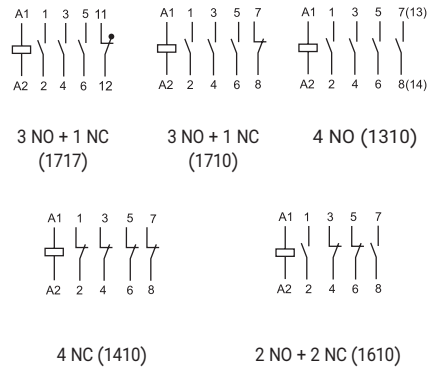 A1 1 3 5 11
A2 2 4 6 12
3 NO + 1 NC
(1717)
A1 1 3 5 7
A2 2 4 6 8
3 NO + 1 NC
(1710)
A1 1 3 5 7(13)
A2 2 4 6 8(14)
4 NO (1310)
A1 1 3 5 7
A2 2 4 6 8
4 NC (1410)
A1 1 3 5 7
A2 2 4 6 8
2 NO + 2 NC (1610)